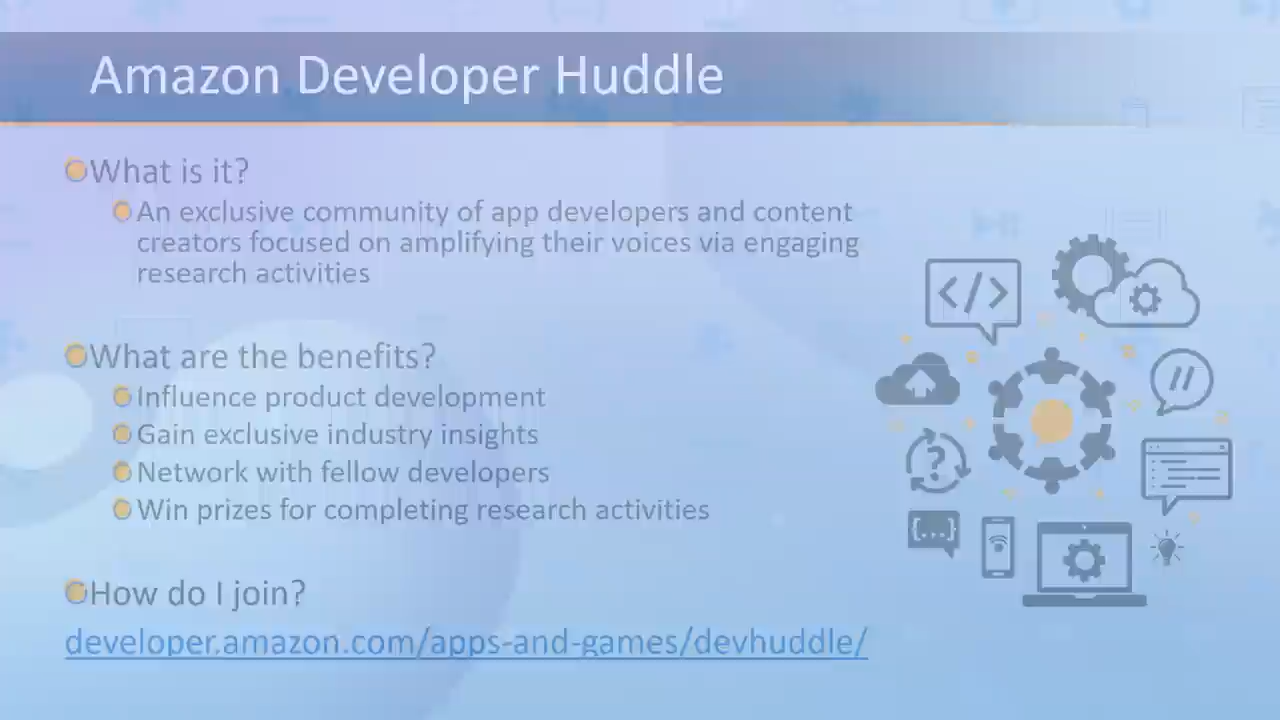 Amazon Developer Huddle
What is it?
An exclusive community of app developers and content
creators focused on amplifying their voices via engaging
research activities
What are the benefits?
Influence product development
Gain exclusive industry insights
Network with fellow developers
Win prizes for completing research activities
How do I join?
developer.amazon.com/apps-and-games/devhuddle/